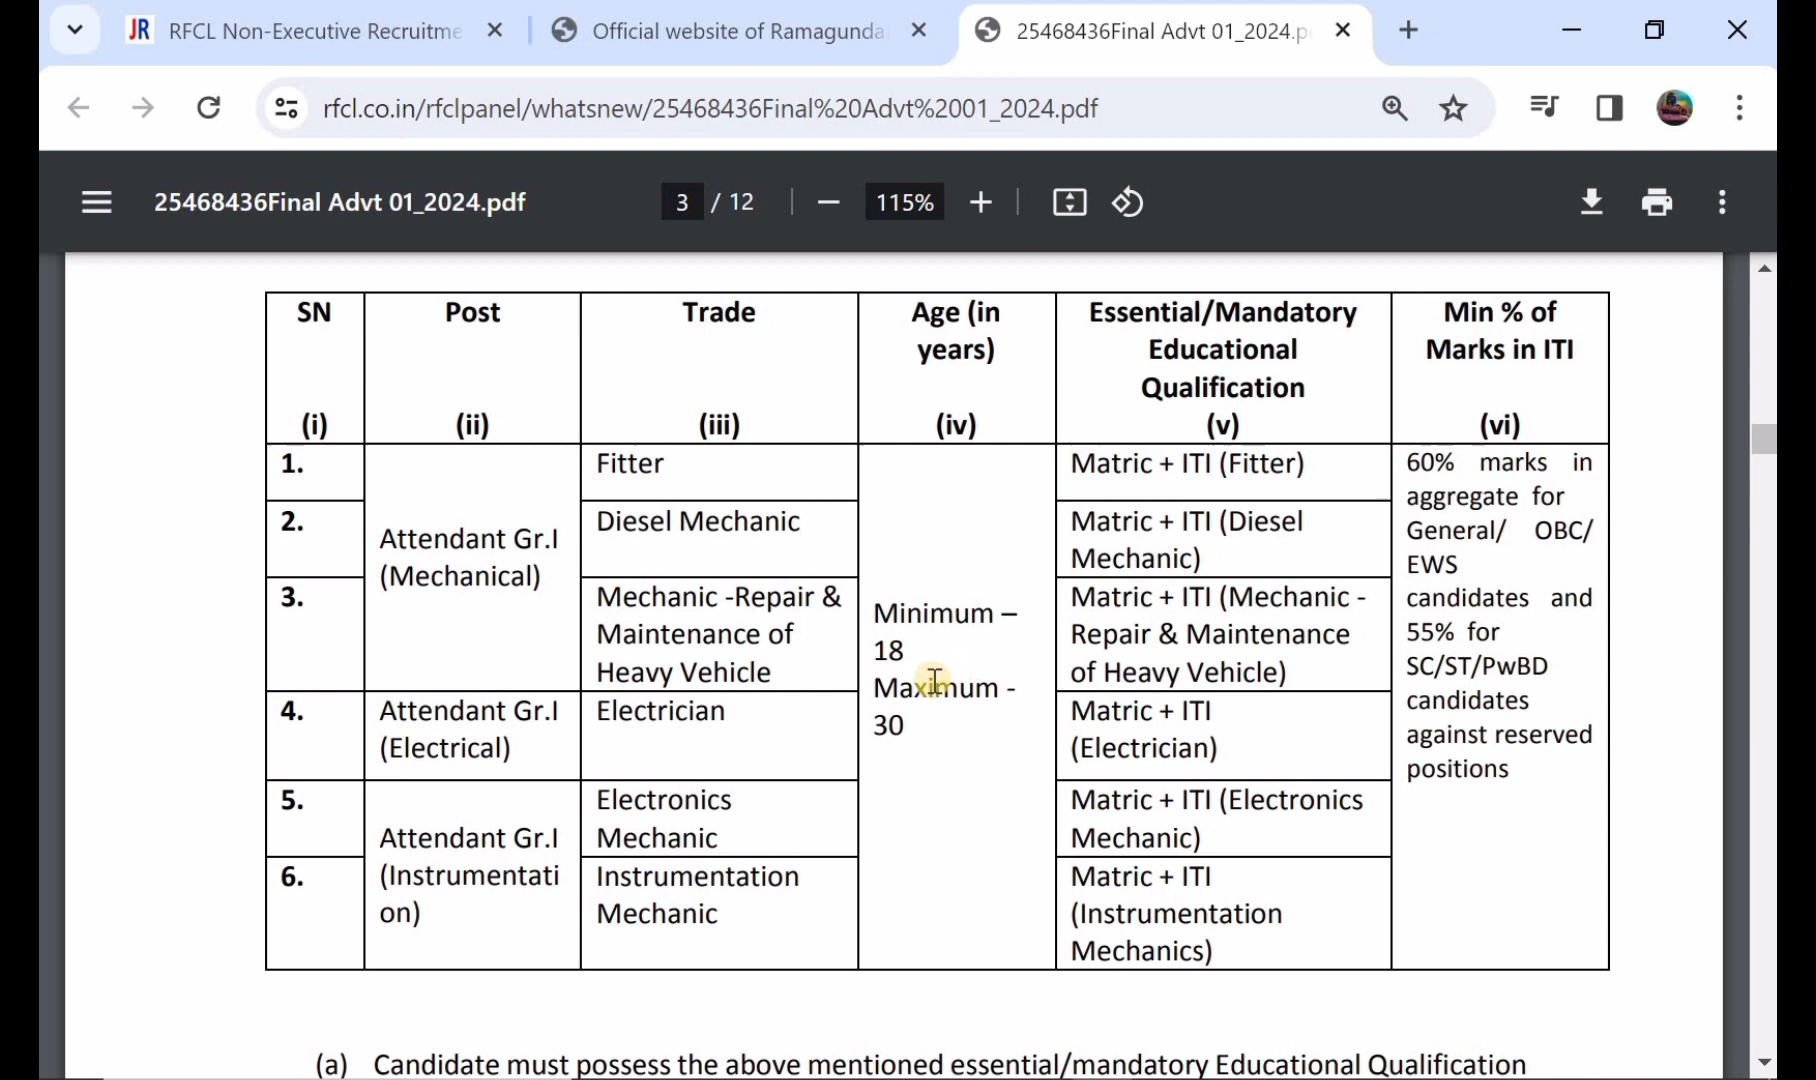 RFCL Non-Executive Recruitme
Official website of Ramagunda
25468436Final Advt 01_2024.p
rfcl.co.in/rfclpanel/whatsnew/25468436Final%20Advt%2001_2024.pdf
25468436Final Advt 01_2024.pdf
3 / 12
115%
SN
(i)
Post
(ii)
Trade
(iii)
Age (in
years)
(iv)
Essential/Mandatory
Educational
Qualification
(v)
Min % of
Marks in ITI
(vi)
1.
Fitter
Matric + ITI (Fitter)
2.
Diesel Mechanic
Matric + ITI (Diesel
Mechanic)
Attendant Gr.I
(Mechanical)
3.
Mechanic -Repair &
Maintenance of
Heavy Vehicle
Matric + ITI (Mechanic -
Repair & Maintenance
of Heavy Vehicle)
Minimum –
18
Maximum -
30
60% marks in
aggregate for
General/ OBC/
EWS
candidates and
55% for
SC/ST/PwBD
candidates
against reserved
positions
4.
Attendant Gr.I
(Electrical)
Electrician
Matric + ITI
(Electrician)
5.
Electronics
Mechanic
Matric + ITI (Electronics
Mechanic)
Attendant Gr.I
(Instrumentati
on)
6.
Instrumentation
Mechanic
Matric + ITI
(Instrumentation
Mechanics)
(a) Candidate must possess the above mentioned essential/mandatory Educational Qualification
JR